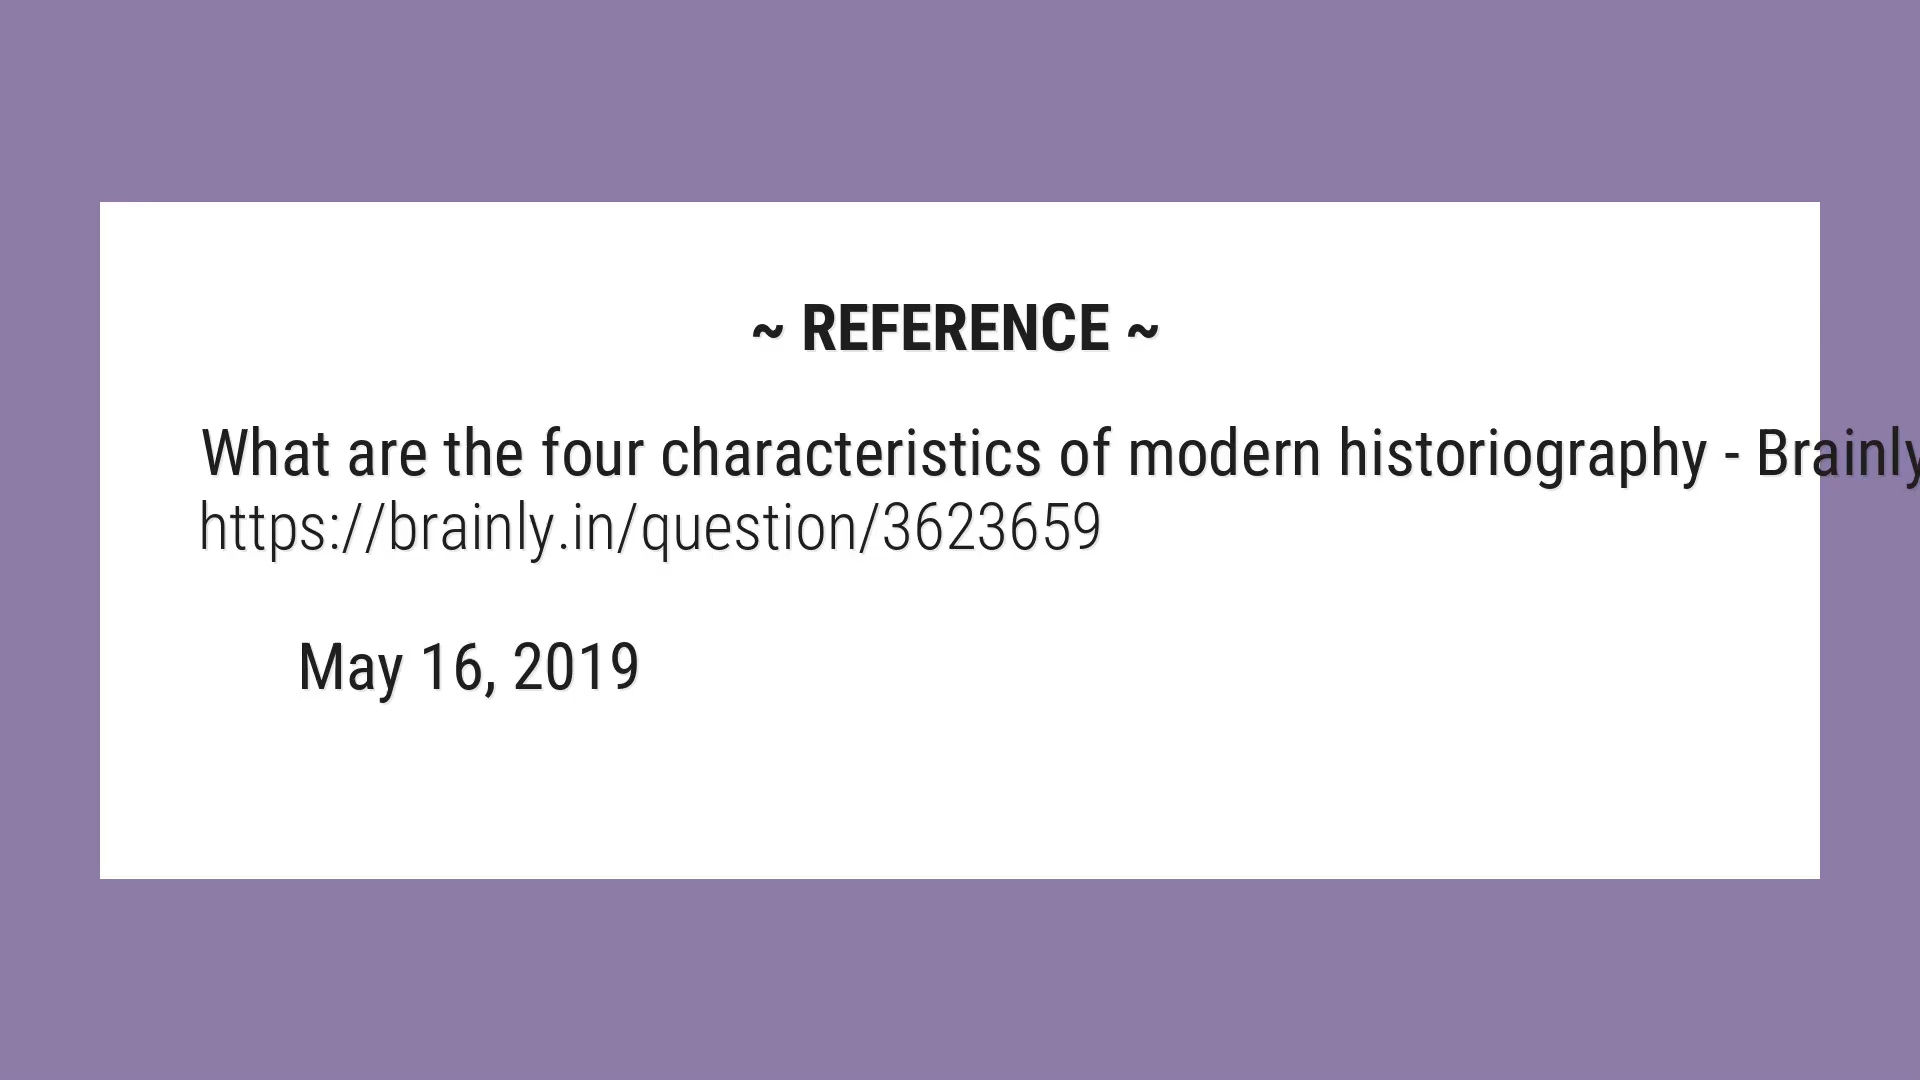 ~ REFERENCE ~
What are the four characteristics of modern historiography - Brainly
https://brainly.in/question/3623659
May 16, 2019